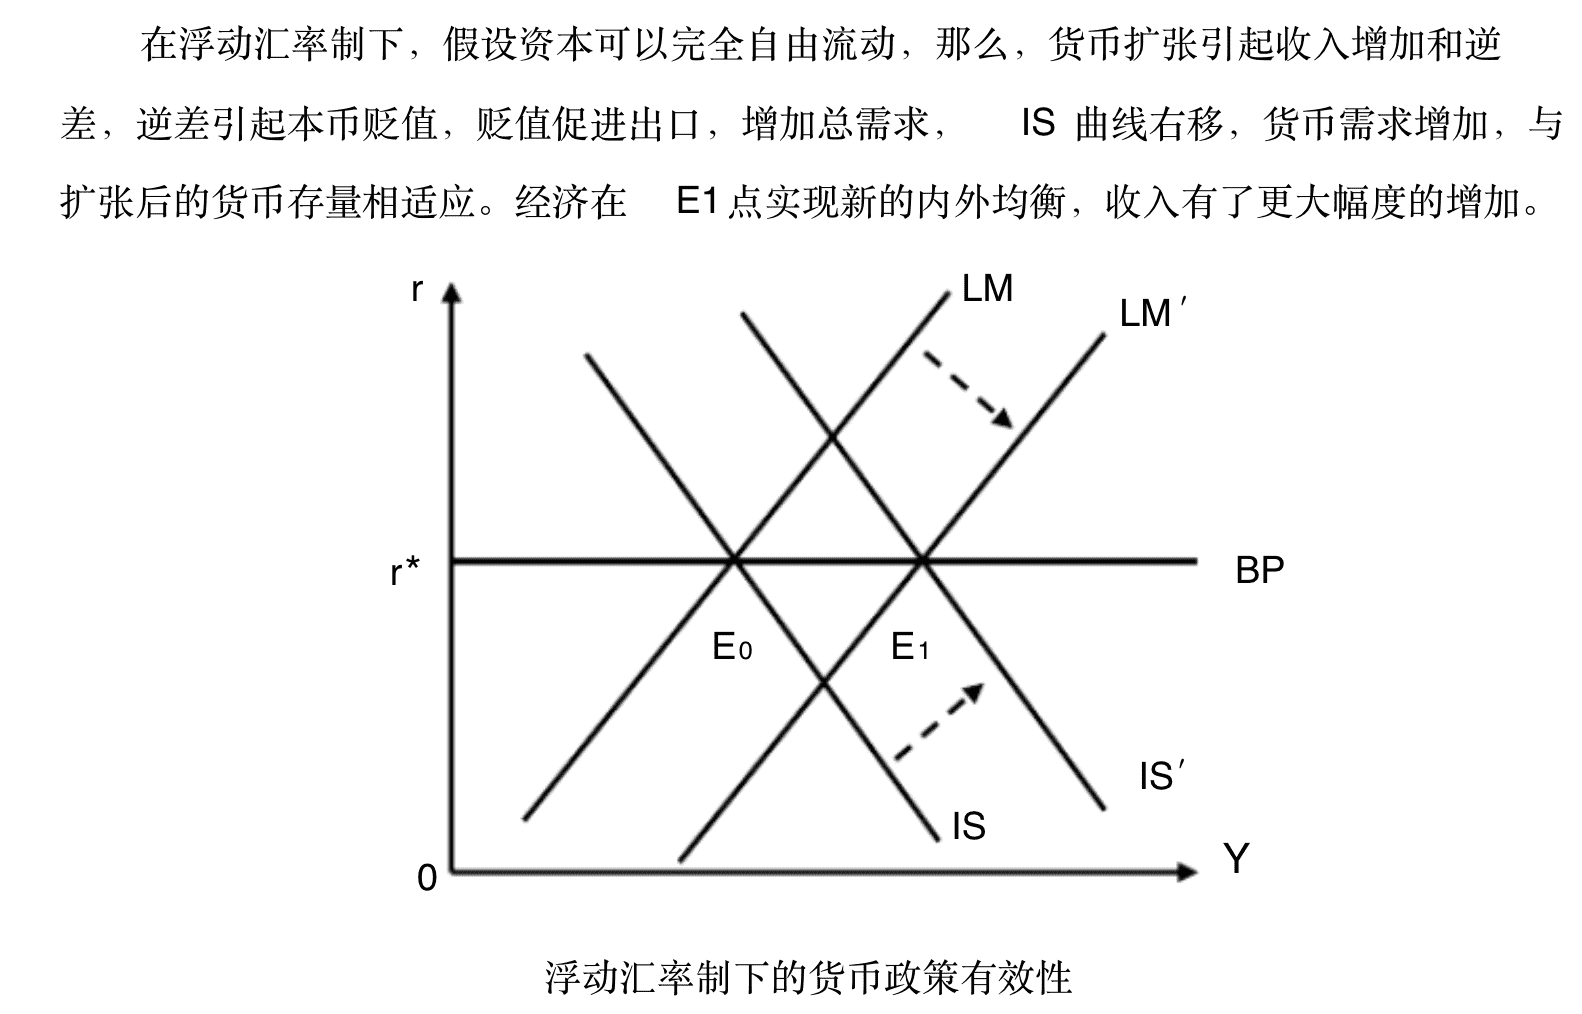 在浮动汇率制下，假设资本可以完全自由流动，那么，货币扩张引起收入增加和逆
差，逆差引起本币贬值，贬值促进出口，增加总需求， IS 曲线右移，货币需求增加，与
扩张后的货币存量相适应。经济在 E1点实现新的内外均衡，收入有了更大幅度的增加。
r
LM
LM′
r*
BP
E₀
E₁
IS′
IS
Y
0
浮动汇率制下的货币政策有效性